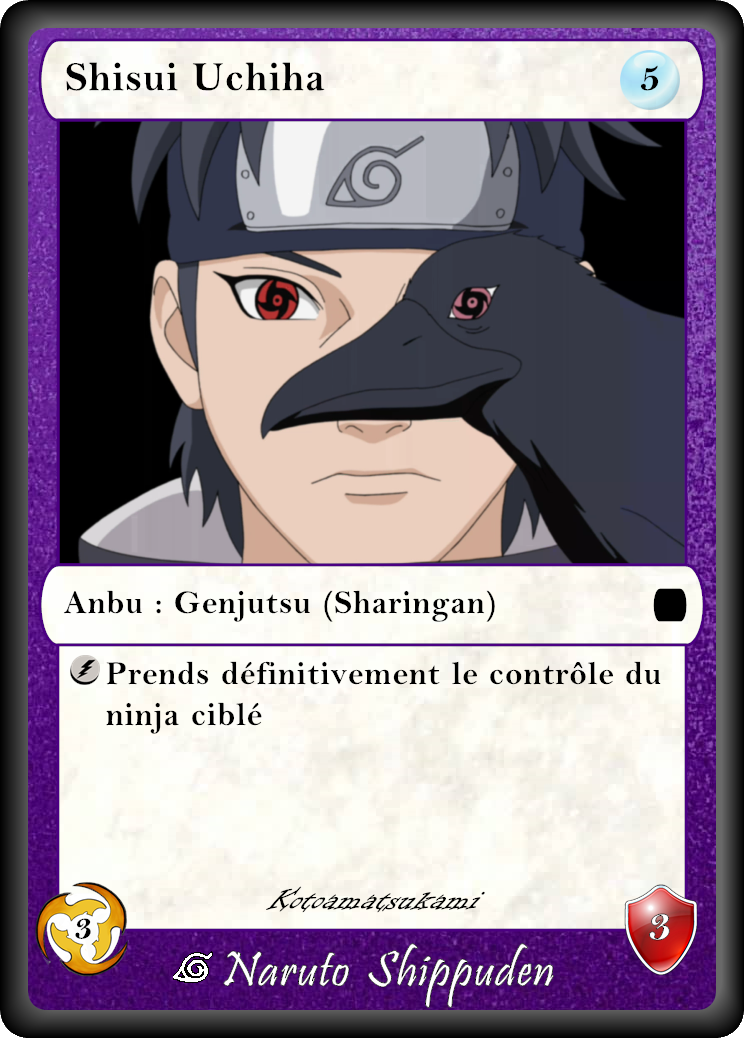 Shisui Uchiha
5
Anbu : Genjutsu (Sharingan)
Prends définitivement le contrôle du
ninja ciblé
Kotoamatsukami
3
3
Naruto Shippuden